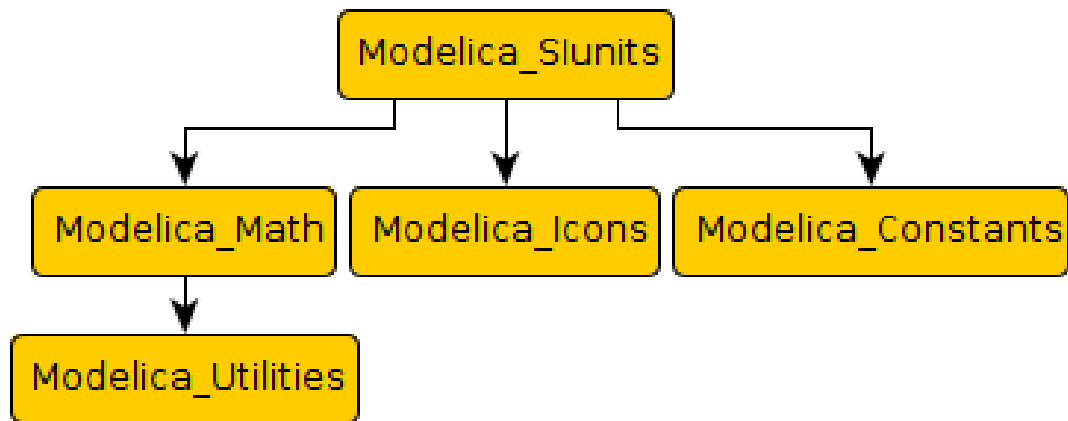 Modelica_SIunits
Modelica_Math
Modelica_Icons
Modelica_Constants
Modelica_Utilities